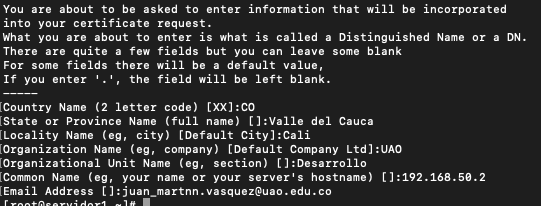 You are about to be asked to enter information that will be incorporated
into your certificate request.
What you are about to enter is what is called a Distinguished Name or a DN.
There are quite a few fields but you can leave some blank
For some fields there will be a default value,
If you enter '.', the field will be left blank.
-----
Country Name (2 letter code) [XX]:CO
State or Province Name (full name) []:Valle del Cauca
Locality Name (eg, city) [Default City]:Cali
Organization Name (eg, company) [Default Company Ltd]:UAO
Organizational Unit Name (eg, section) []:Desarrollo
Common Name (eg, your name or your server's hostname) []:192.168.50.2
Email Address []:juan_martnn.vasquez@uao.edu.co
[root@servidor1 ~]#